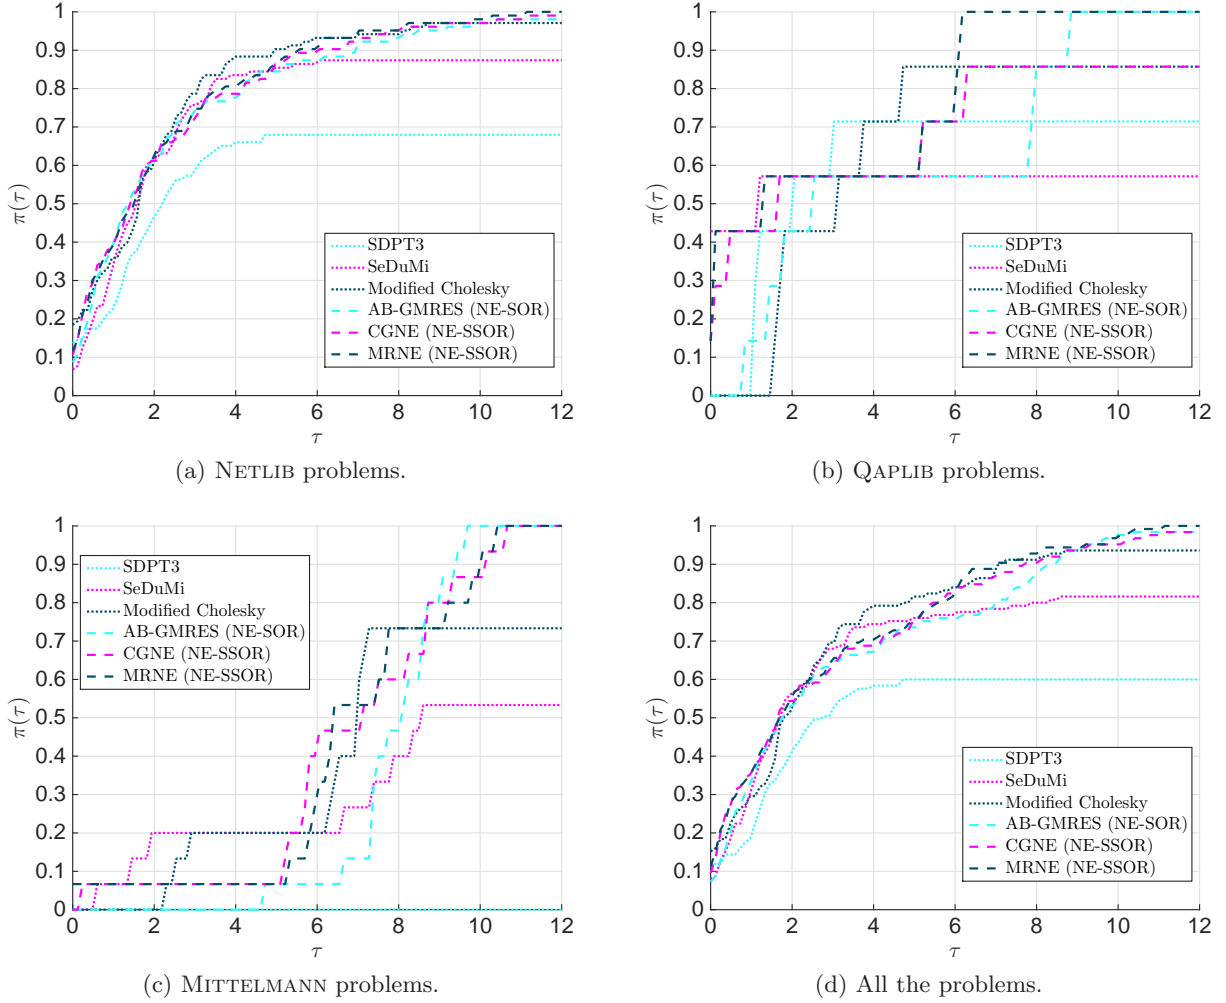 1
0.9
0.8
0.7
0.6
0.5
0.4
0.3
0.2
0.1
0
π(τ)
0 2 4 6 8 10 12
τ
SDPT3
SeDuMi
Modified Cholesky
AB-GMRES (NE-SOR)
CGNE (NE-SSOR)
MRNE (NE-SSOR)
(a) NETLIB problems.
1
0.9
0.8
0.7
0.6
0.5
0.4
0.3
0.2
0.1
0
π(τ)
0 2 4 6 8 10 12
τ
SDPT3
SeDuMi
Modified Cholesky
AB-GMRES (NE-SOR)
CGNE (NE-SSOR)
MRNE (NE-SSOR)
(b) QAPLIB problems.
1
0.9
0.8
0.7
0.6
0.5
0.4
0.3
0.2
0.1
0
π(τ)
0 2 4 6 8 10 12
τ
SDPT3
SeDuMi
Modified Cholesky
AB-GMRES (NE-SOR)
CGNE (NE-SSOR)
MRNE (NE-SSOR)
(c) MITTELMANN problems.
1
0.9
0.8
0.7
0.6
0.5
0.4
0.3
0.2
0.1
0
π(τ)
0 2 4 6 8 10 12
τ
SDPT3
SeDuMi
Modified Cholesky
AB-GMRES (NE-SOR)
CGNE (NE-SSOR)
MRNE (NE-SSOR)
(d) All the problems.